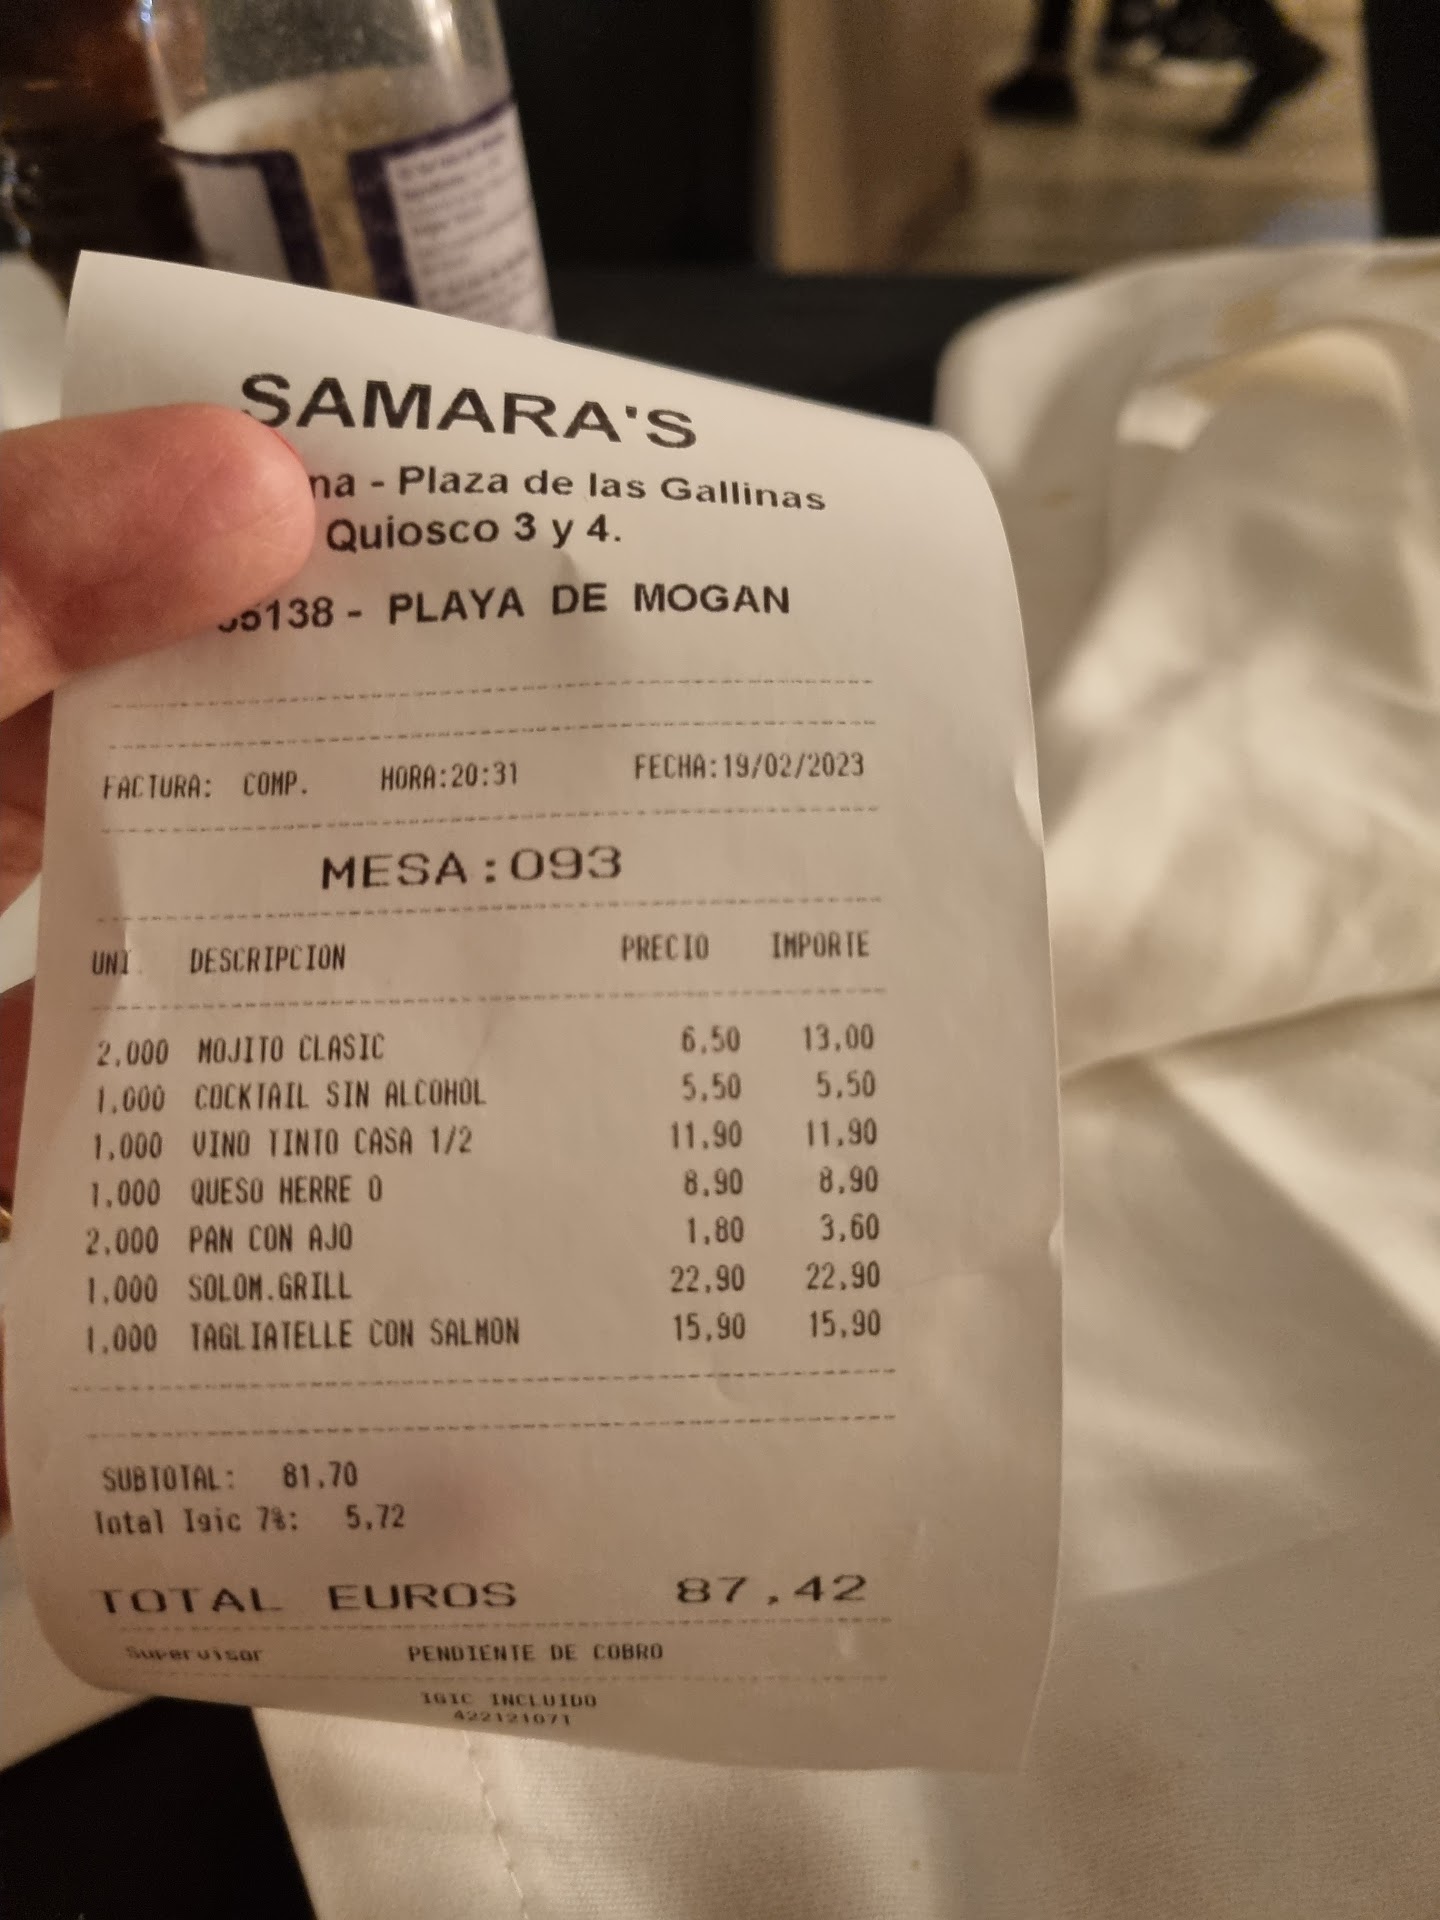 SAMARA'S
na - Plaza de las Gallinas
Quiosco 3 y 4.
35138 - PLAYA DE MOGAN
FACTURA: COMP. HORA:20:31 FECHA:19/02/2023
MESA:093
UNI. DESCRIPCION PRECIO IMPORTE
2,000 MOJITO CLASIC 6,50 13,00
1,000 COCKTAIL SIN ALCOHOL 5,50 5,50
1,000 VINO TINTO CASA 1/2 11,90 11,90
1,000 QUESO HERRE O 8,90 8,90
2,000 PAN CON AJO 1,80 3,60
1,000 SOLOM.GRILL 22,90 22,90
1,000 TAGLIATELLE CON SALMON 15,90 15,90
SUBTOTAL: 81,70
Total Igic 7%: 5,72
TOTAL EUROS 87,42
Supervisor PENDIENTE DE COBRO
IGIC INCLUIDO
422121071